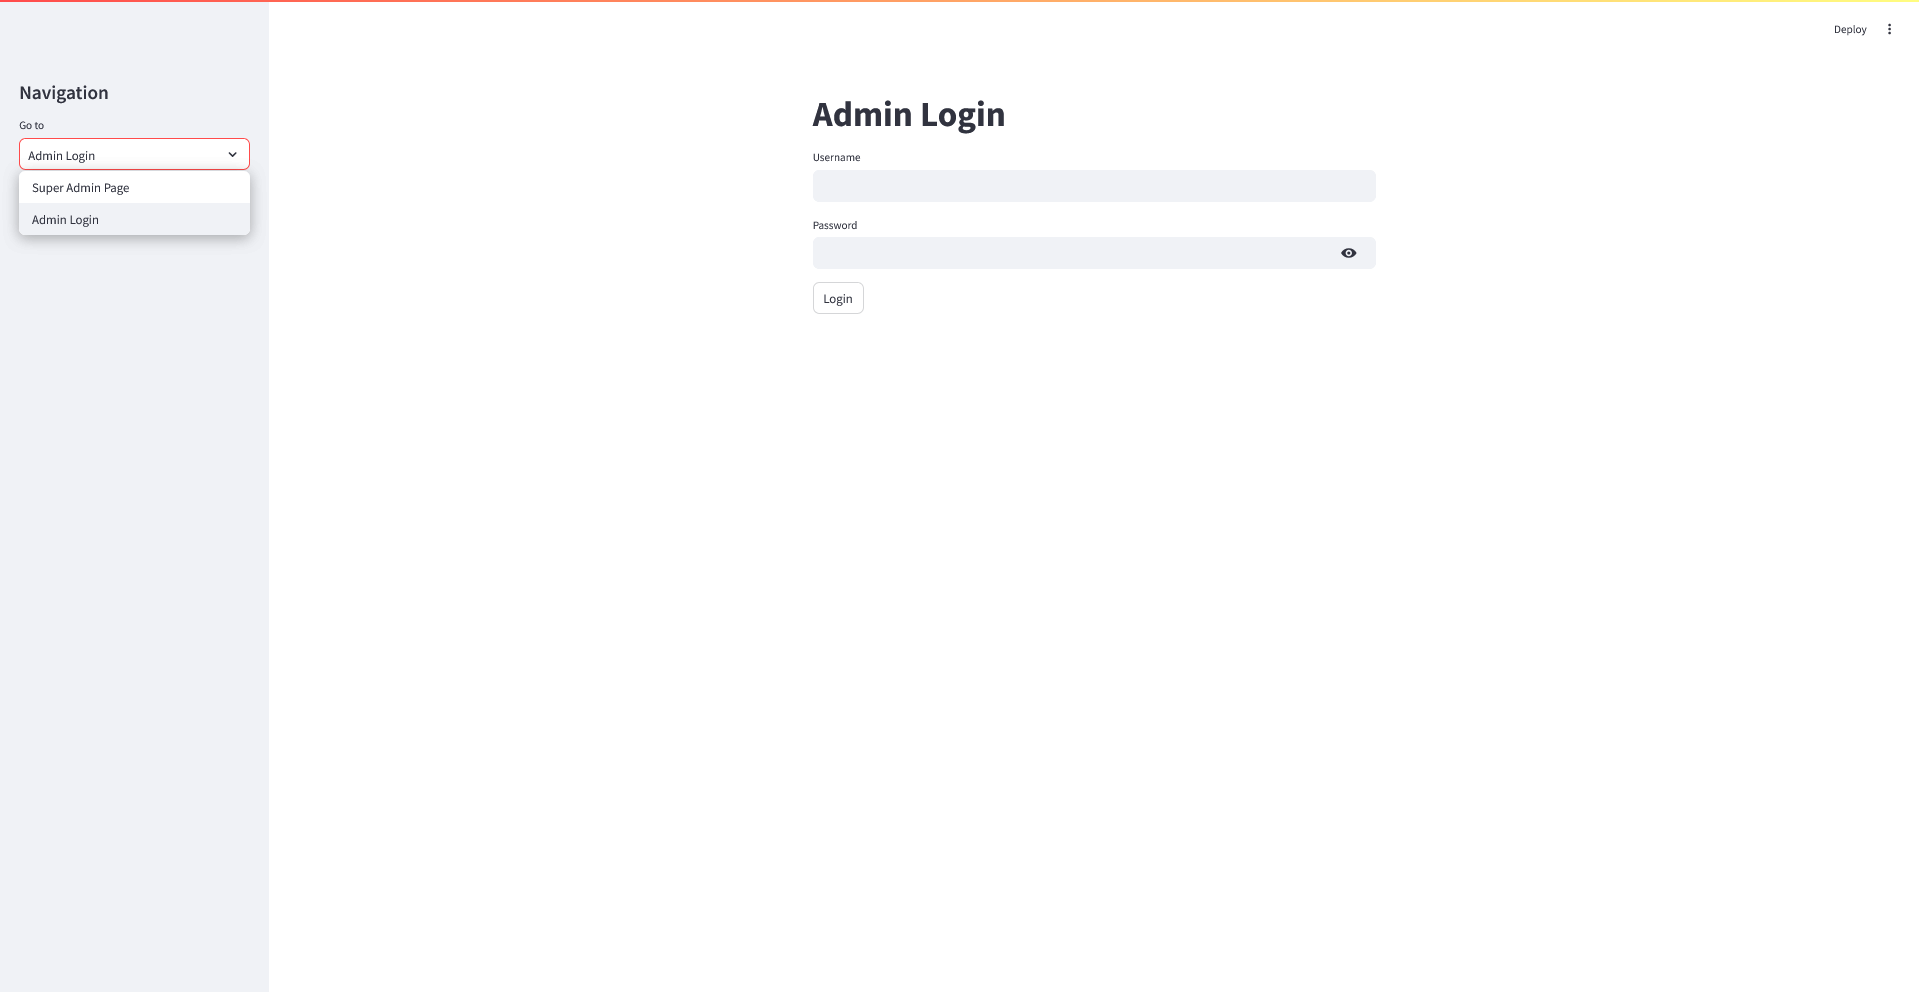 Deploy
Navigation
Go to
Admin Login
Super Admin Page
Admin Login
Admin Login
Username
Password
Login